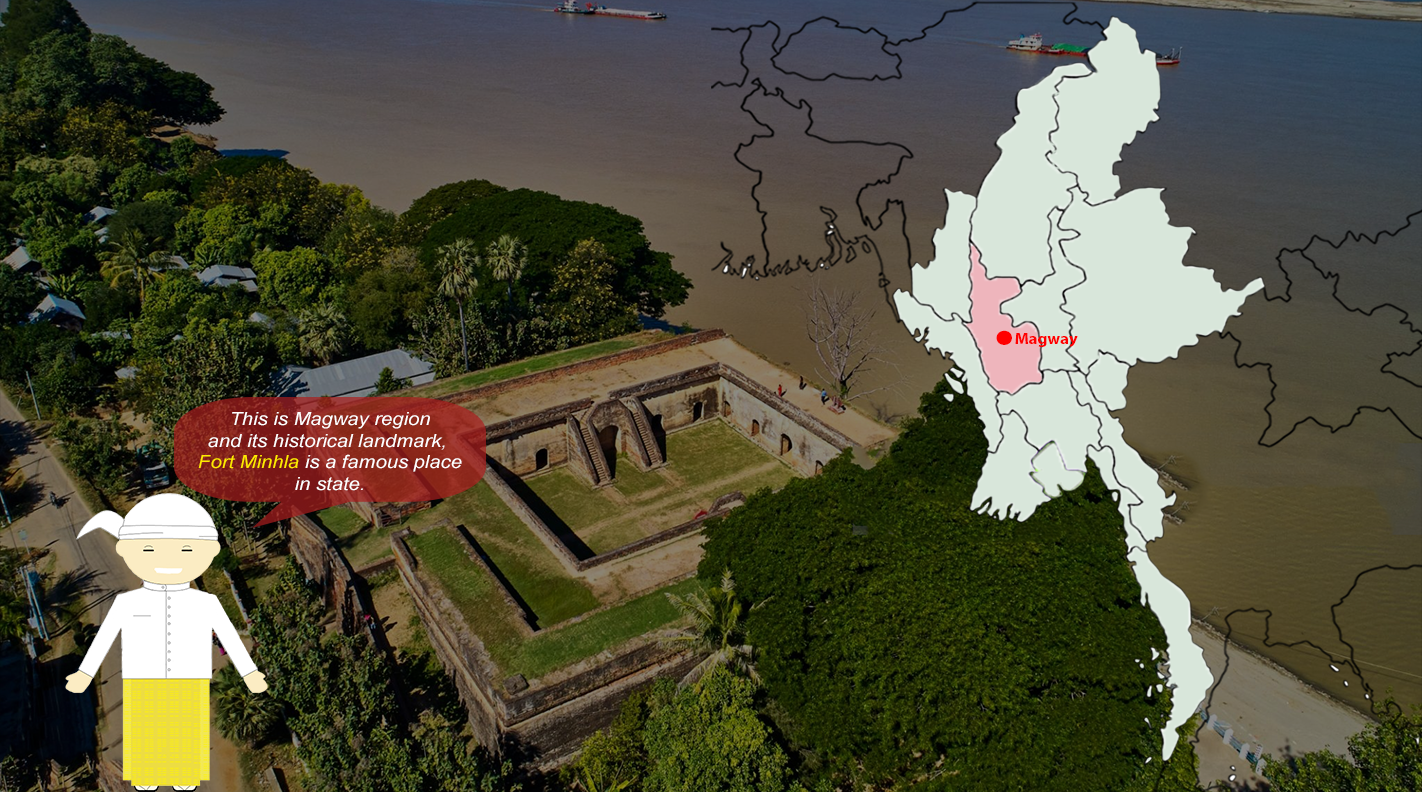 This is Magway region
and its historical landmark,
Fort Minhla is a famous place
in state.
Magway